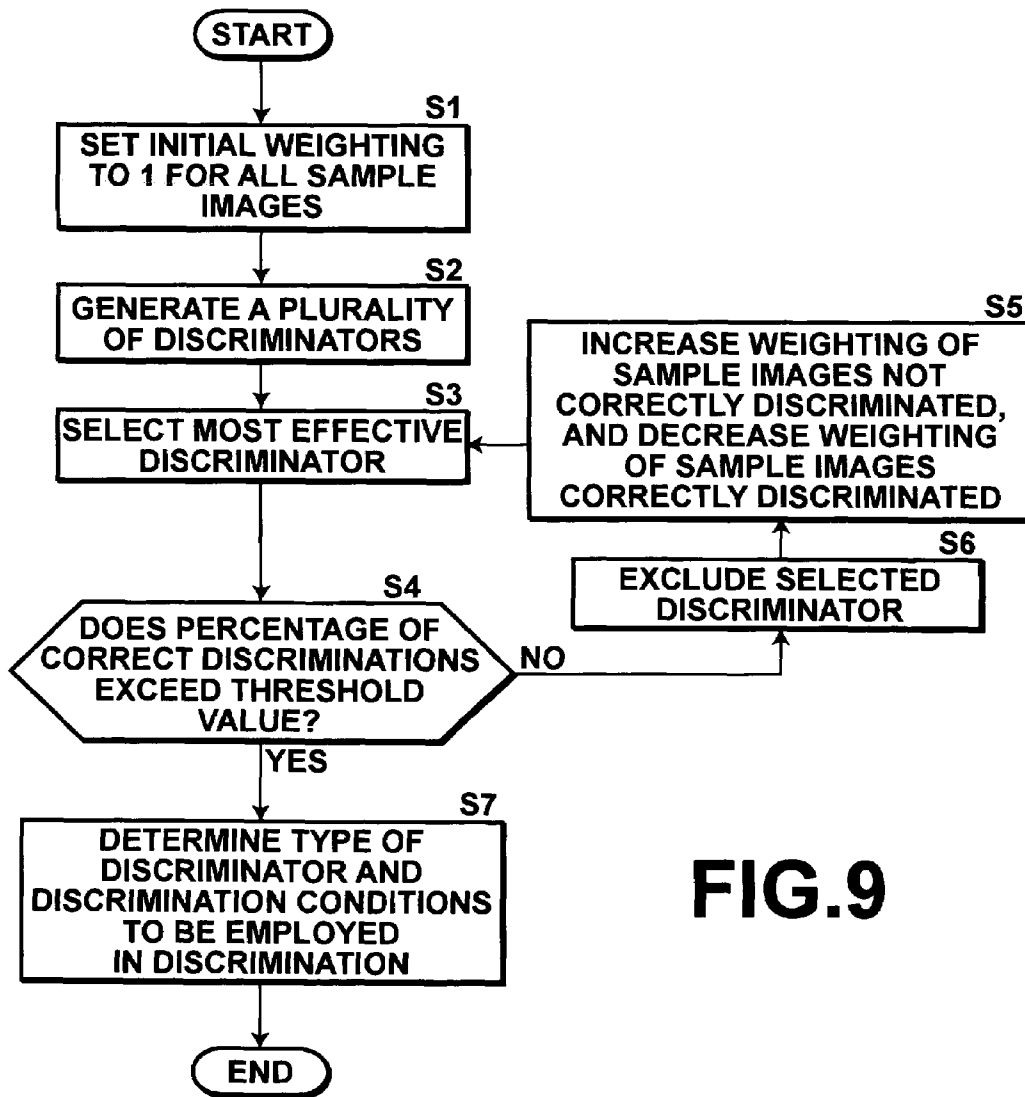 START
S1
SET INITIAL WEIGHTING
TO 1 FOR ALL SAMPLE
IMAGES
S2
GENERATE A PLURALITY
OF DISCRIMINATORS
S3
SELECT MOST EFFECTIVE
DISCRIMINATOR
S4
DOES PERCENTAGE OF
CORRECT DISCRIMINATIONS
EXCEED THRESHOLD
VALUE?
NO
YES
S5
INCREASE WEIGHTING OF
SAMPLE IMAGES NOT
CORRECTLY DISCRIMINATED,
AND DECREASE WEIGHTING
OF SAMPLE IMAGES
CORRECTLY DISCRIMINATED
S6
EXCLUDE SELECTED
DISCRIMINATOR
S7
DETERMINE TYPE OF
DISCRIMINATOR AND
DISCRIMINATION CONDITIONS
TO BE EMPLOYED
IN DISCRIMINATION
END
FIG.9